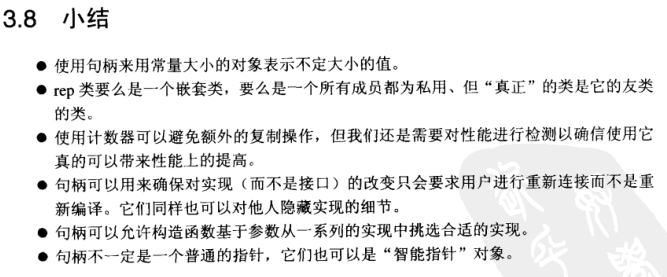 3.8 小结
● 使用句柄来用常量大小的对象表示不定大小的值。
● rep 类要么是一个嵌套类，要么是一个所有成员都为私用、但“真正”的类是它的友类
的类。
● 使用计数器可以避免额外的复制操作，但我们还是需要对性能进行检测以确信使用它
真的可以带来性能上的提高。
● 句柄可以用来确保对实现（而不是接口）的改变只会要求用户进行重新连接而不是重
新编译。它们同样也可以对他人隐藏实现的细节。
● 句柄可以允许构造函数基于参数从一系列的实现中挑选合适的实现。
● 句柄不一定是一个普通的指针，它们也可以是“智能指针”对象。